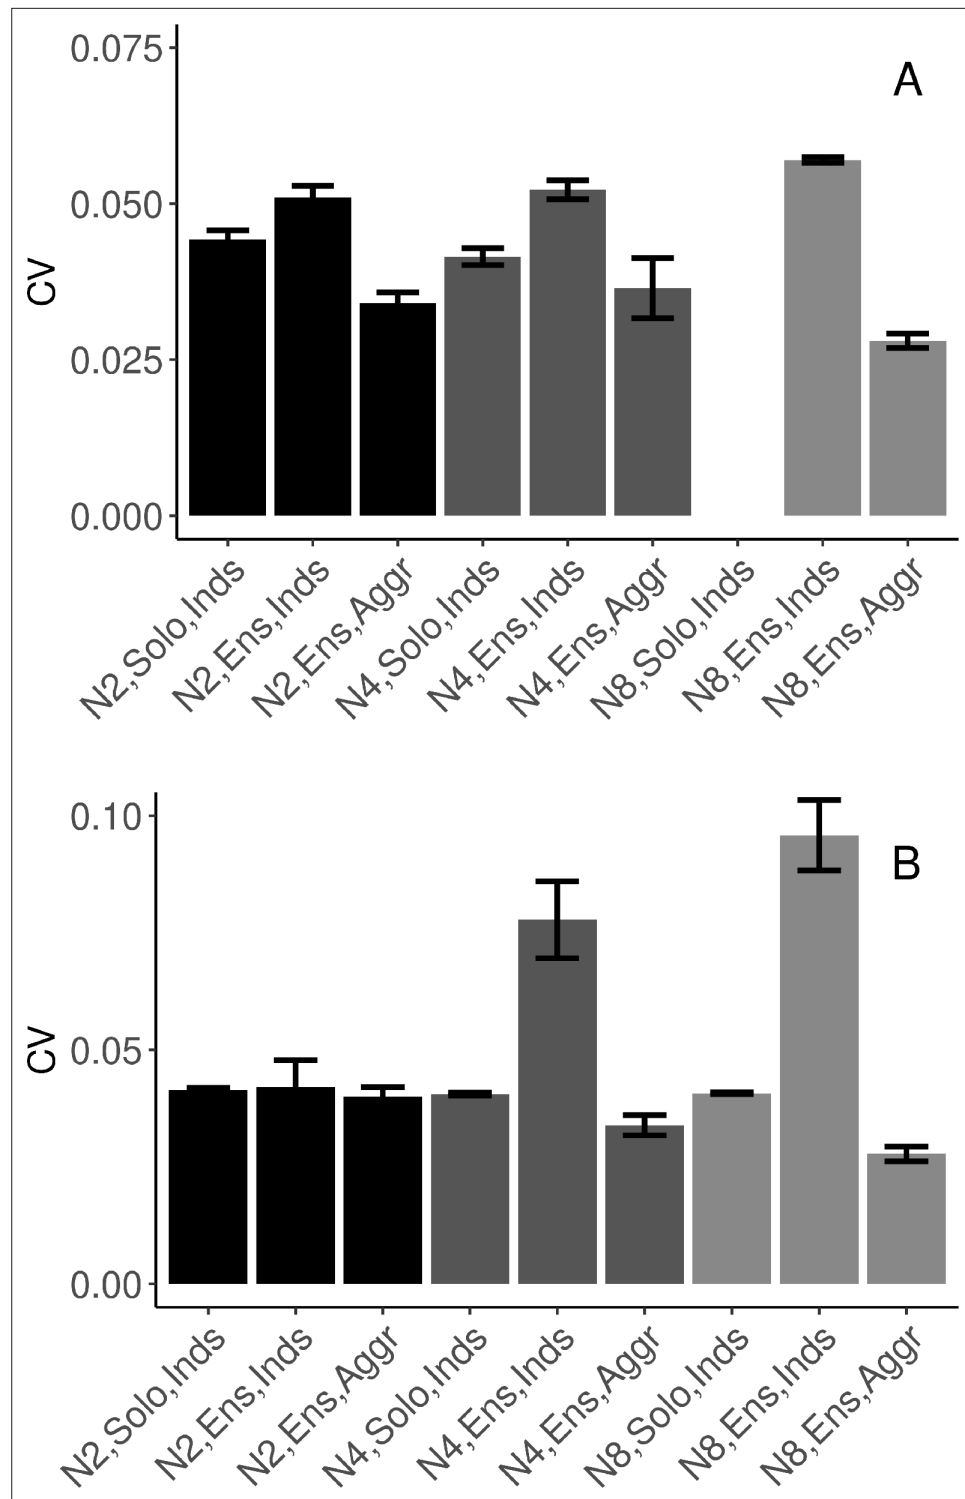 A
CV
0.075
0.050
0.025
0.000
N2,Solo,Inds
N2,Ens,Inds
N2,Ens,Aggr
N4,Solo,Inds
N4,Ens,Inds
N4,Ens,Aggr
N8,Solo,Inds
N8,Ens,Inds
N8,Ens,Aggr
B
CV
0.10
0.05
0.00
N2,Solo,Inds
N2,Ens,Inds
N2,Ens,Aggr
N4,Solo,Inds
N4,Ens,Inds
N4,Ens,Aggr
N8,Solo,Inds
N8,Ens,Inds
N8,Ens,Aggr